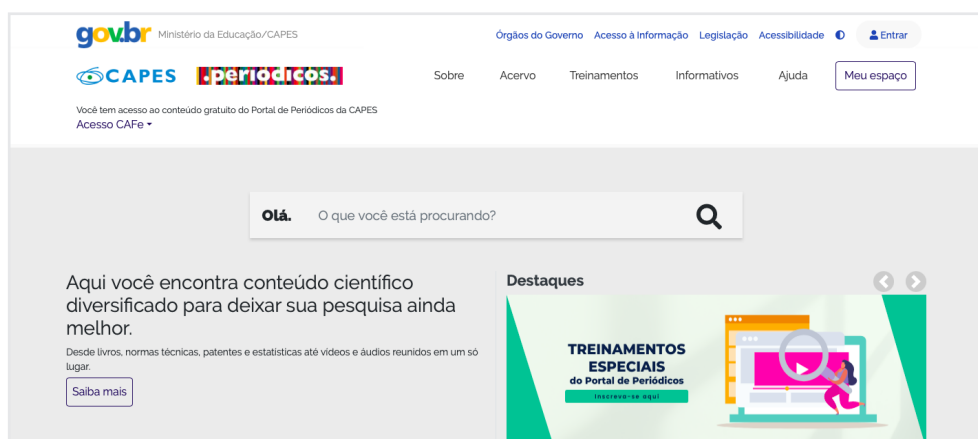 gov.br Ministério da Educação/CAPES
Órgãos do Governo Acesso à Informação Legislação Acessibilidade Entrar
CAPES .periodicos.
Sobre Acervo Treinamentos Informativos Ajuda Meu espaço
Você tem acesso ao conteúdo gratuito do Portal de Periódicos da CAPES
Acesso CAFe
Olá. O que você está procurando?
Aqui você encontra conteúdo científico
diversificado para deixar sua pesquisa ainda
melhor.
Desde livros, normas técnicas, patentes e estatísticas até vídeos e áudios reunidos em um só
lugar.
Saiba mais
Destaques
TREINAMENTOS
ESPECIAIS
do Portal de Periódicos
Inscreva-se aqui